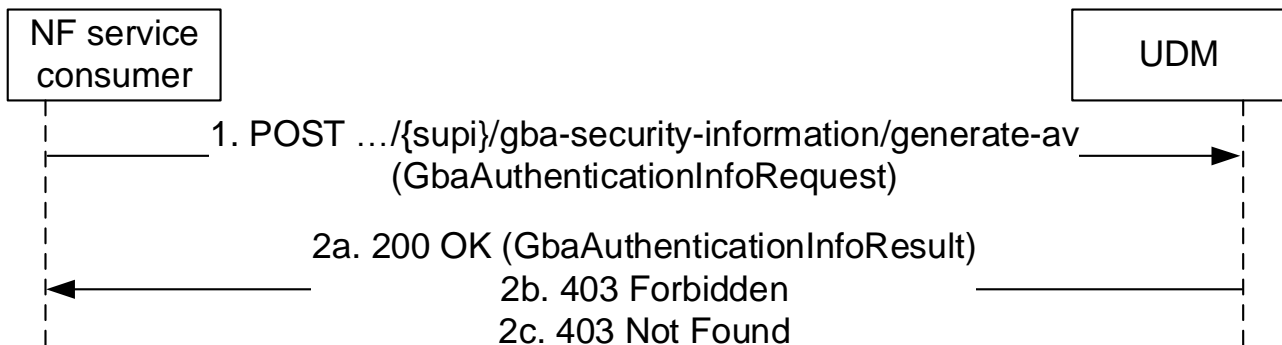 NF service
consumer
UDM
1. POST …/{supi}/gba-security-information/generate-av
(GbaAuthenticationInfoRequest)
2a. 200 OK (GbaAuthenticationInfoResult)
2b. 403 Forbidden
2c. 403 Not Found